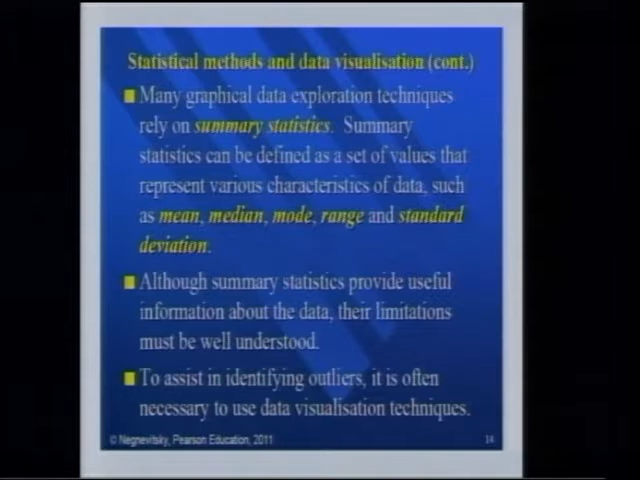 Statistical methods and data visualisation (cont.)
Many graphical data exploration techniques
rely on summary statistics. Summary
statistics can be defined as a set of values that
represent various characteristics of data, such
as mean, median, mode, range and standard
deviation.
Although summary statistics provide useful
information about the data, their limitations
must be well understood.
To assist in identifying outliers, it is often
necessary to use data visualisation techniques.
© Negnevitsky, Pearson Education, 2011
14